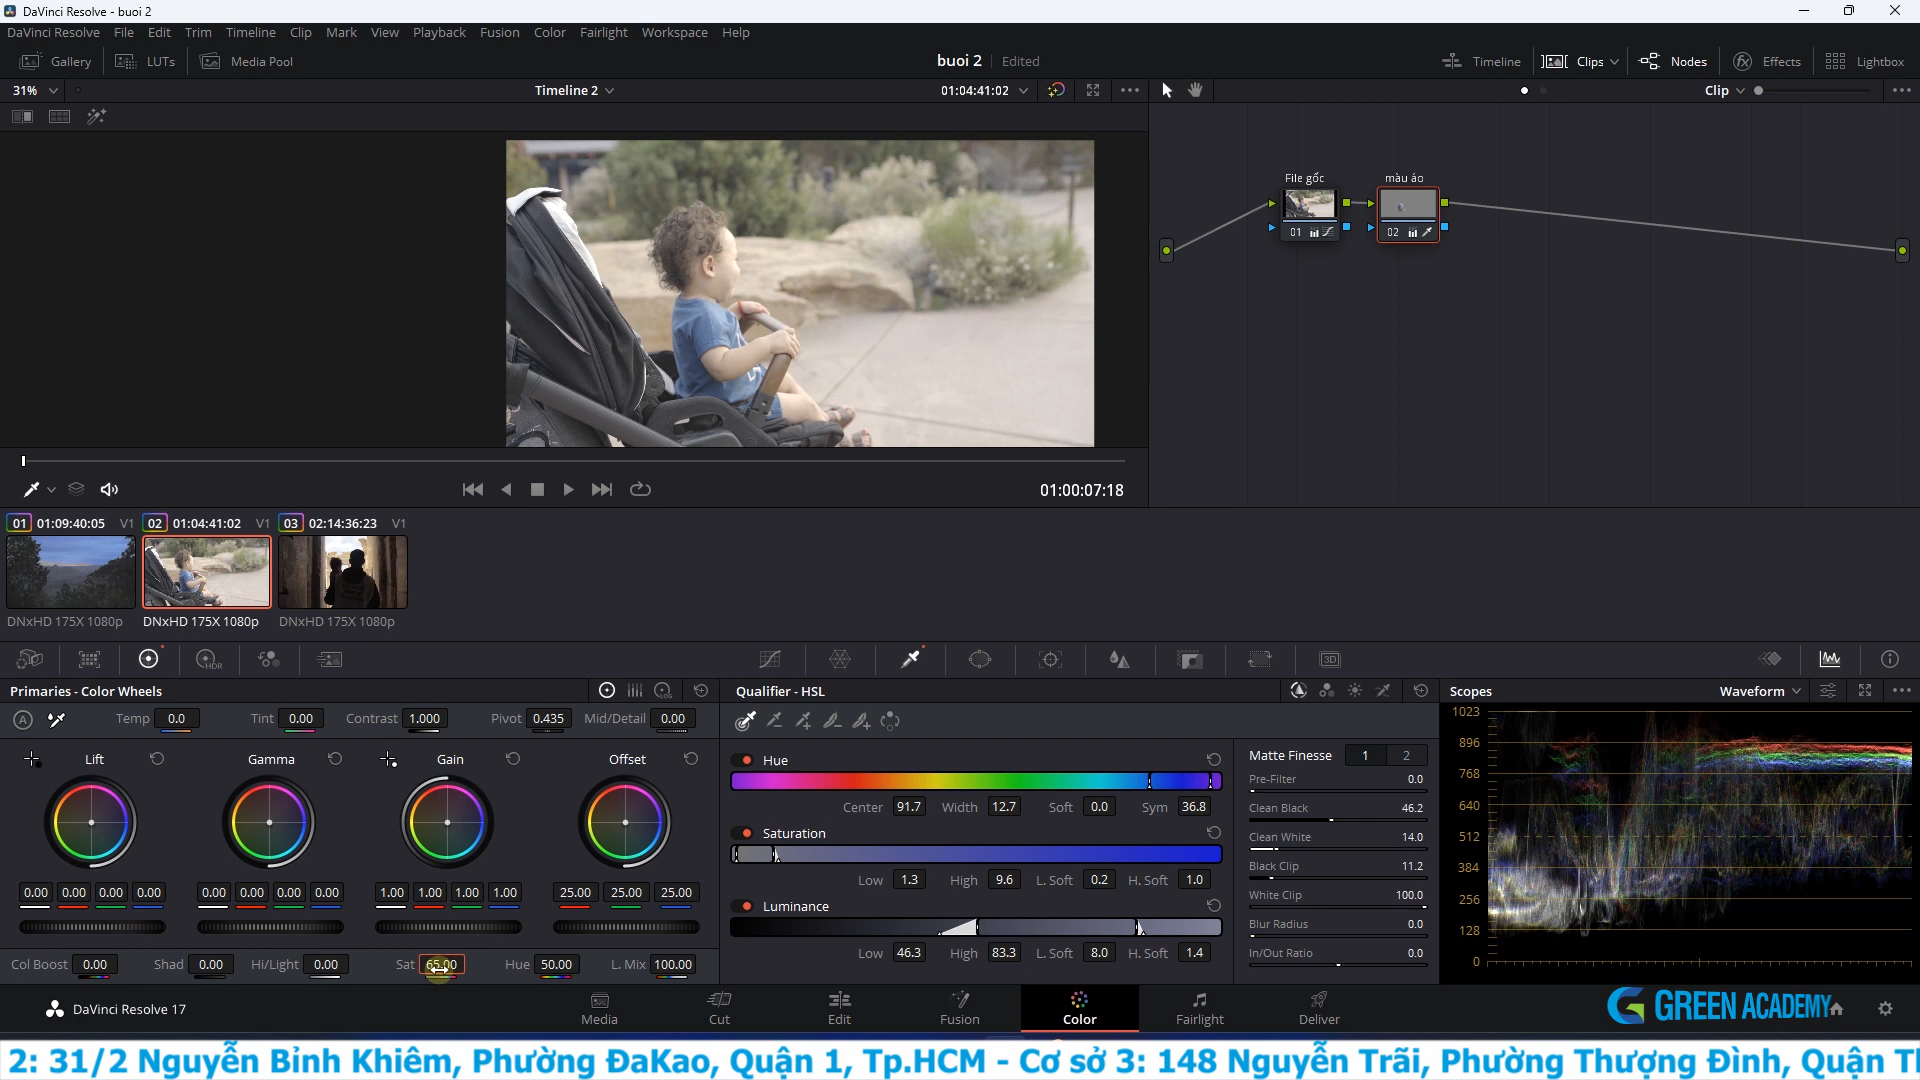 DaVinci Resolve - buoi 2
DaVinci Resolve File Edit Trim Timeline Clip Mark View Playback Fusion Color Fairlight Workspace Help
Gallery LUTs Media Pool buoi 2 Edited Timeline Clips Nodes Effects Lightbox
31% Timeline 2 01:04:41:02 Clip
File gốc màu áo
01 02
01:00:07:18
01 01:09:40:05 V1 02 01:04:41:02 V1 03 02:14:36:23 V1
DNxHD 175X 1080p DNxHD 175X 1080p DNxHD 175X 1080p
HDR 3D
Primaries - Color Wheels LOG Qualifier - HSL Scopes Waveform
A Temp 0.0 Tint 0.00 Contrast 1.000 Pivot 0.435 Mid/Detail 0.00
Lift Gamma Gain Offset
0.00 0.00 0.00 0.00 0.00 0.00 0.00 0.00 1.00 1.00 1.00 1.00 25.00 25.00 25.00
Col Boost 0.00 Shad 0.00 Hi/Light 0.00 Sat 65.00 Hue 50.00 L. Mix 100.00
Hue
Center 91.7 Width 12.7 Soft 0.0 Sym 36.8
Saturation
Low 1.3 High 9.6 L. Soft 0.2 H. Soft 1.0
Luminance
Low 46.3 High 83.3 L. Soft 8.0 H. Soft 1.4
Matte Finesse 1 2
Pre-Filter 0.0
Clean Black 46.2
Clean White 14.0
Black Clip 11.2
White Clip 100.0
Blur Radius 0.0
In/Out Ratio 0.0
1023
896
768
640
512
384
256
128
0
DaVinci Resolve 17 Media Cut Edit Fusion Color Fairlight Deliver
GREEN ACADEMY
2: 31/2 Nguyễn Bỉnh Khiêm, Phường ĐaKao, Quận 1, Tp.HCM - Cơ sở 3: 148 Nguyễn Trãi, Phường Thượng Đình, Quận